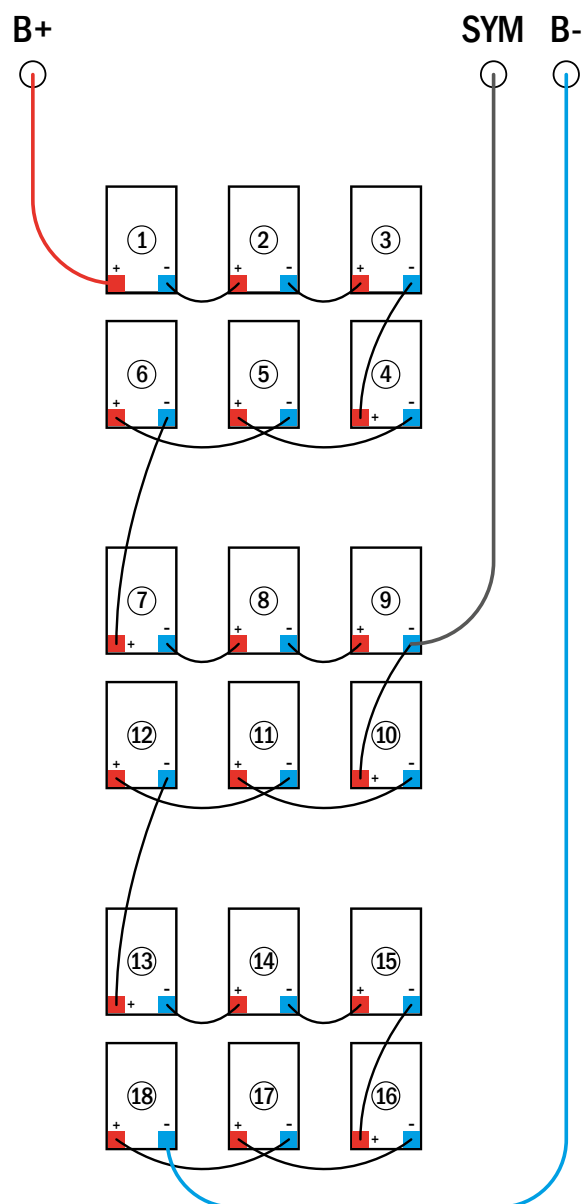 B+ SYM B-
1 2 3
+ - + - + -
6 5 4
+ - + - + -
7 8 9
+ - + - + -
12 11 10
+ - + - + -
13 14 15
+ - + - + -
18 17 16
+ - + - + -